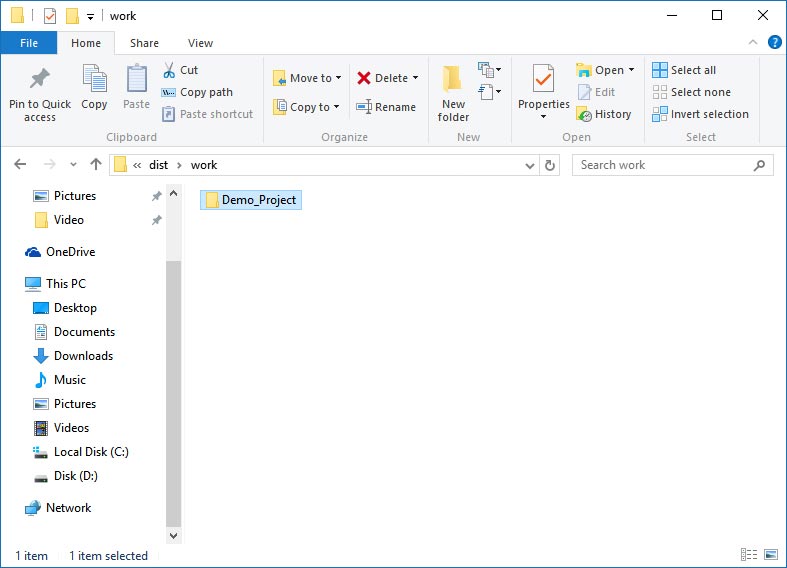 work
File Home Share View
Pin to Quick access
Copy
Paste
Cut
Copy path
Paste shortcut
Clipboard
Move to
Copy to
Delete
Rename
Organize
New folder
New
Properties
Open
Edit
History
Open
Select all
Select none
Invert selection
Select
« dist > work
Search work
Pictures
Video
OneDrive
This PC
Desktop
Documents
Downloads
Music
Pictures
Videos
Local Disk (C:)
Disk (D:)
Network
Demo_Project
1 item 1 item selected